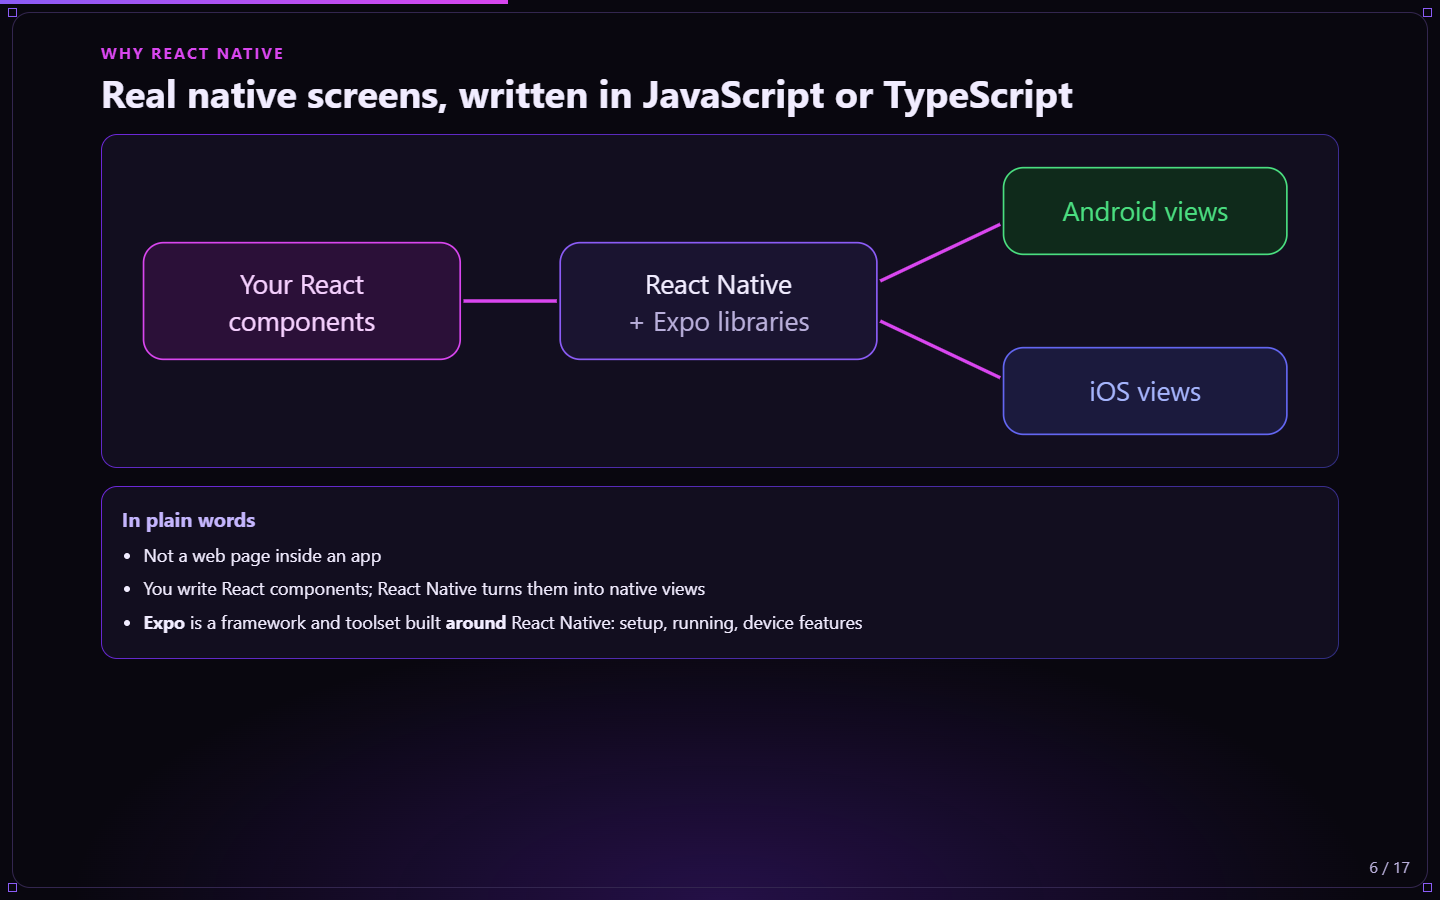 WHY REACT NATIVE
Real native screens, written in JavaScript or TypeScript
Your React
components
React Native
+ Expo libraries
Android views
iOS views
In plain words
• Not a web page inside an app
• You write React components; React Native turns them into native views
• Expo is a framework and toolset built around React Native: setup, running, device features
6 / 17